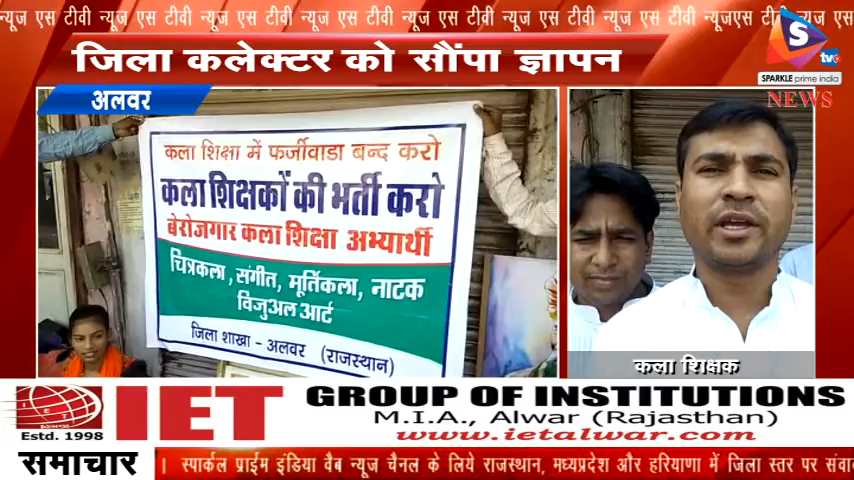 न्यूज एस टीवी न्यूज एस टीवी न्यूज एस टीवी न्यूज एस टीवी न्यूज एस टीवी न्यूज एस टीवी न्यूजएस टी
जिला कलेक्टर को सौंपा ज्ञापन
S
tv
SPARKLE prime india
NEWS
अलवर
कला शिक्षा में फर्जीवाडा बन्द करो
कला शिक्षकों की भर्ती करो
बेरोजगार कला शिक्षा अभ्यार्थी
चित्रकला, संगीत, मूर्तिकला, नाटक
विजुअल आर्ट
जिला शाखा - अलवर (राजस्थान)
कला शिक्षक
IET
Estd. 1998
IET
GROUP OF INSTITUTIONS
M.I.A., Alwar (Rajasthan)
www.ietalwar.com
समाचार
| स्पार्कल प्राईम इंडिया वैब न्यूज चैनल के लिये राजस्थान, मध्यप्रदेश और हरियाणा में जिला स्तर पर संवा